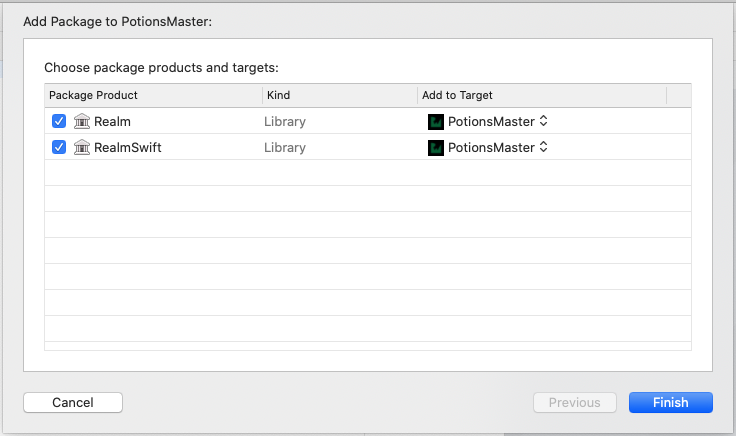 Add Package to PotionsMaster:
Choose package products and targets:
Package Product Kind Add to Target
Realm Library PotionsMaster
RealmSwift Library PotionsMaster
Cancel Previous Finish